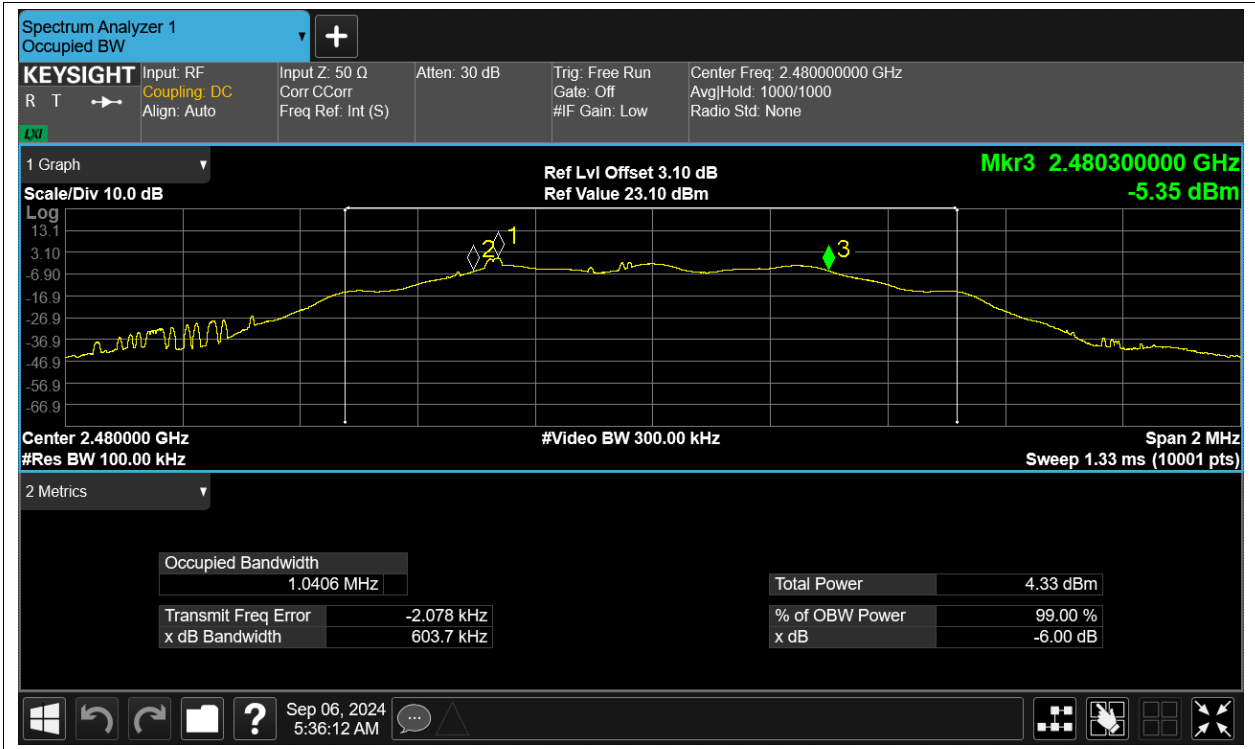 Spectrum Analyzer 1
Occupied BW
+
KEYSIGHT
R T
LXI
Input: RF
Coupling: DC
Align: Auto
Input Z: 50 Ω
Corr CCorr
Freq Ref: Int (S)
Atten: 30 dB
Trig: Free Run
Gate: Off
#IF Gain: Low
Center Freq: 2.480000000 GHz
Avg|Hold: 1000/1000
Radio Std: None
1 Graph
Scale/Div 10.0 dB
Ref Lvl Offset 3.10 dB
Ref Value 23.10 dBm
Mkr3 2.480300000 GHz
-5.35 dBm
Log
13.1
3.10
-6.90
-16.9
-26.9
-36.9
-46.9
-56.9
-66.9
2
1
3
Center 2.480000 GHz
#Res BW 100.00 kHz
#Video BW 300.00 kHz
Span 2 MHz
Sweep 1.33 ms (10001 pts)
2 Metrics
Occupied Bandwidth
1.0406 MHz
Transmit Freq Error -2.078 kHz
x dB Bandwidth 603.7 kHz
Total Power 4.33 dBm
% of OBW Power 99.00 %
x dB -6.00 dB
?
Sep 06, 2024
5:36:12 AM